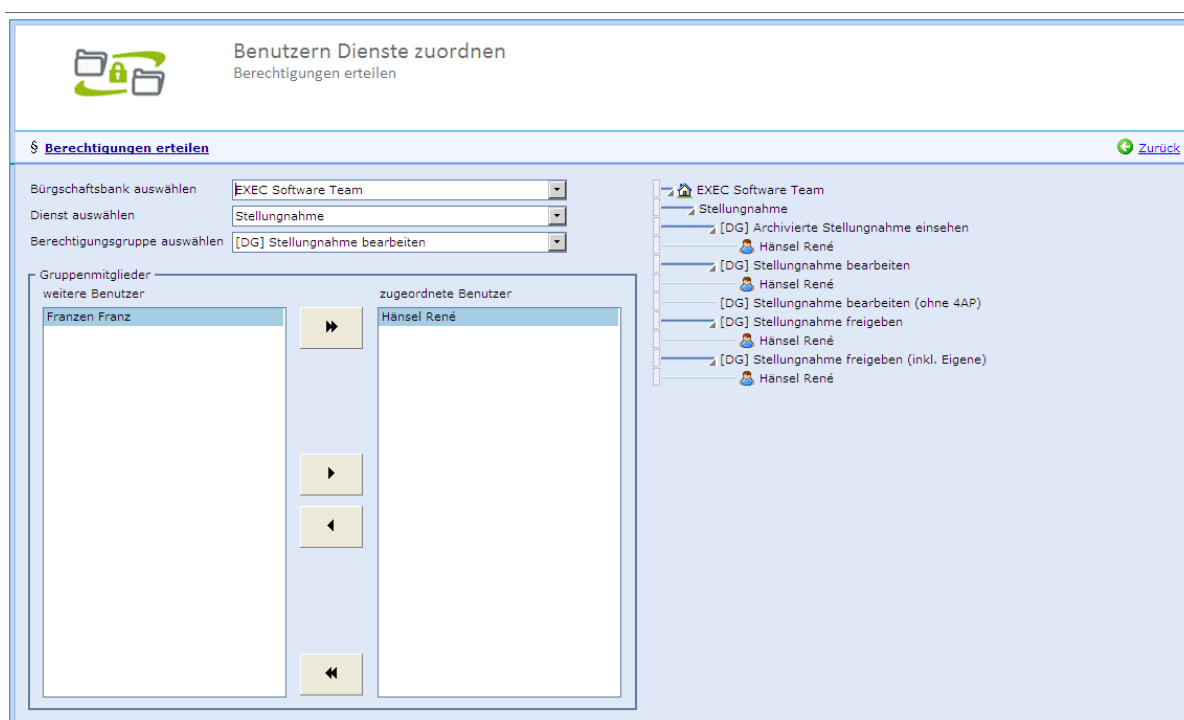 Benutzern Dienste zuordnen
Berechtigungen erteilen
§ Berechtigungen erteilen
Zurück
Bürgschaftsbank auswählen
EXEC Software Team
Dienst auswählen
Stellungnahme
Berechtigungsgruppe auswählen
[DG] Stellungnahme bearbeiten
Gruppenmitglieder
weitere Benutzer
zugeordnete Benutzer
Franzen Franz
Hänsel René
EXEC Software Team
Stellungnahme
[DG] Archivierte Stellungnahme einsehen
Hänsel René
[DG] Stellungnahme bearbeiten
Hänsel René
[DG] Stellungnahme bearbeiten (ohne 4AP)
[DG] Stellungnahme freigeben
Hänsel René
[DG] Stellungnahme freigeben (inkl. Eigene)
Hänsel René